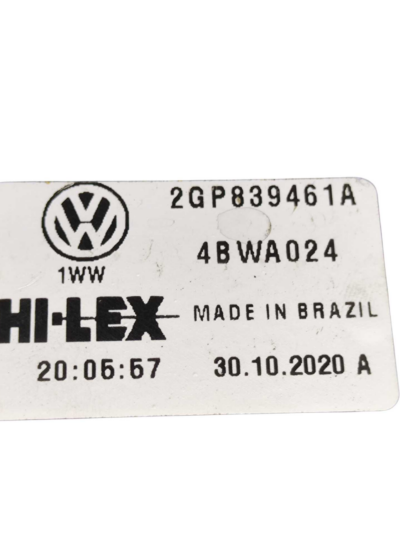 2GP839461A
1WW
4BWA024
HI-LEX MADE IN BRAZIL
20:05:57 30.10.2020 A